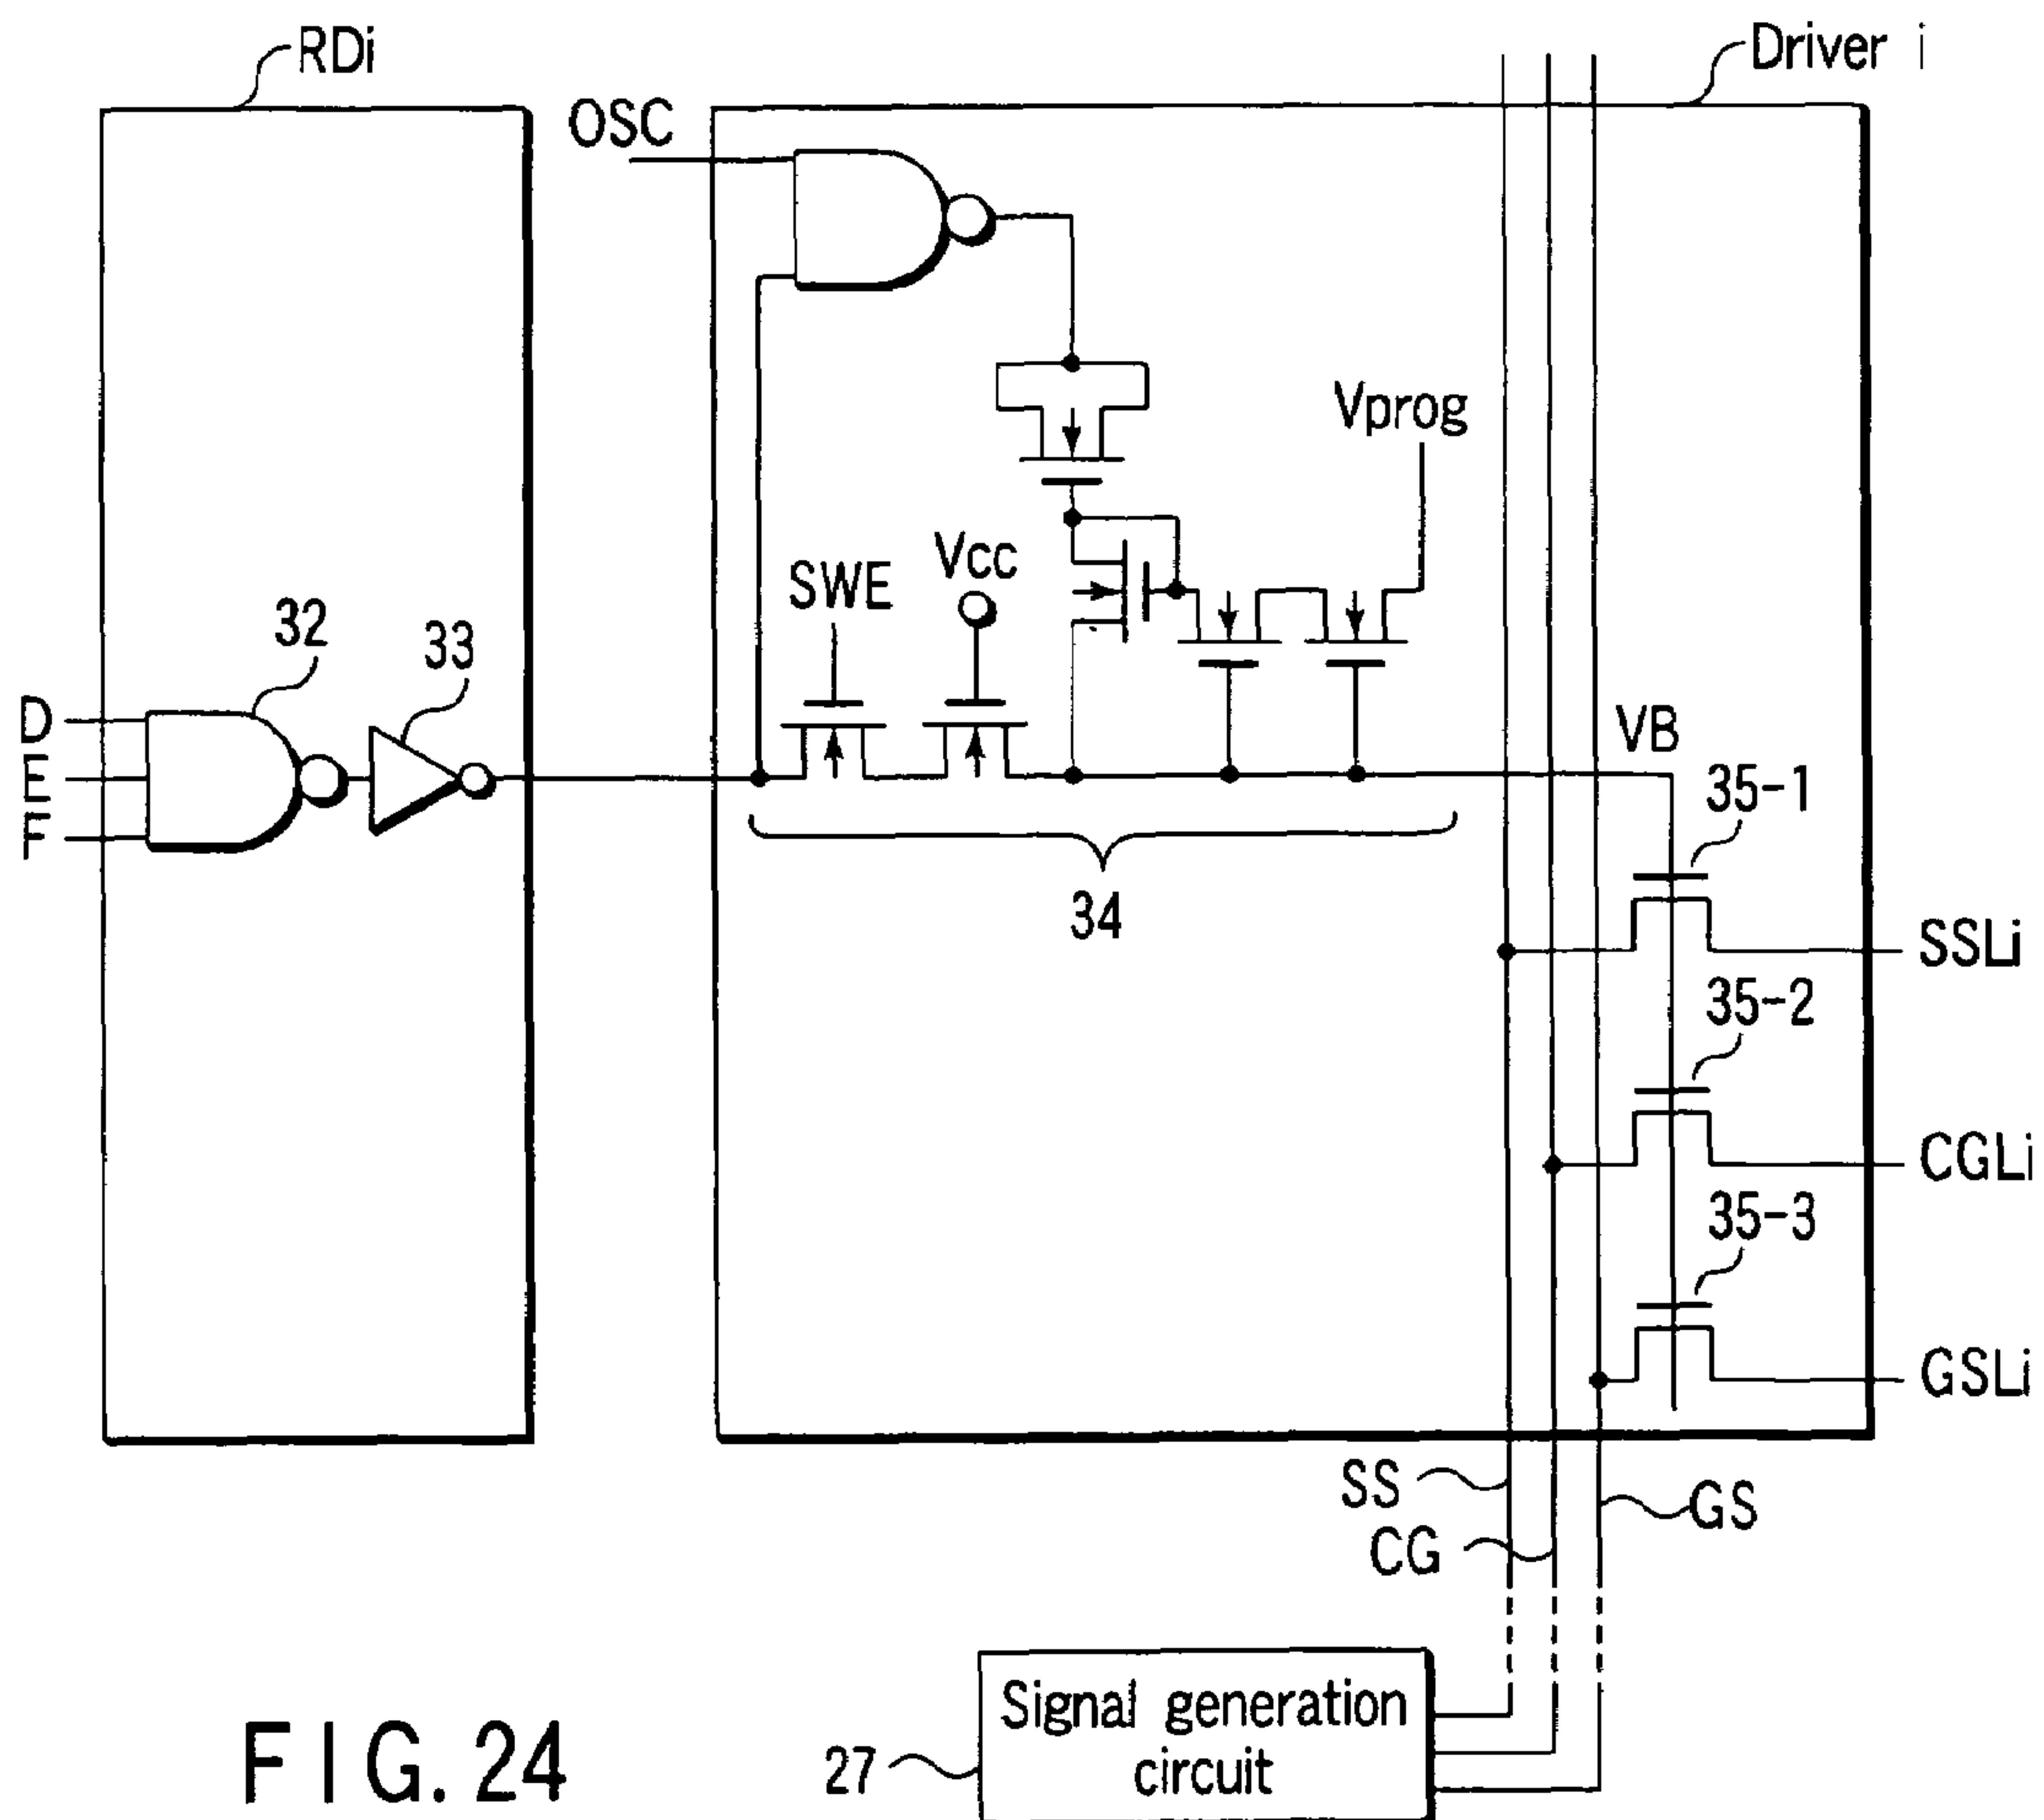 RDi
Driver i
OSC
Vprog
Vcc
SWE
32
33
D
E
F
VB
35-1
34
SSLi
35-2
CGLi
35-3
GSLi
SS
GS
CG
Signal generation
circuit
27
FIG. 24